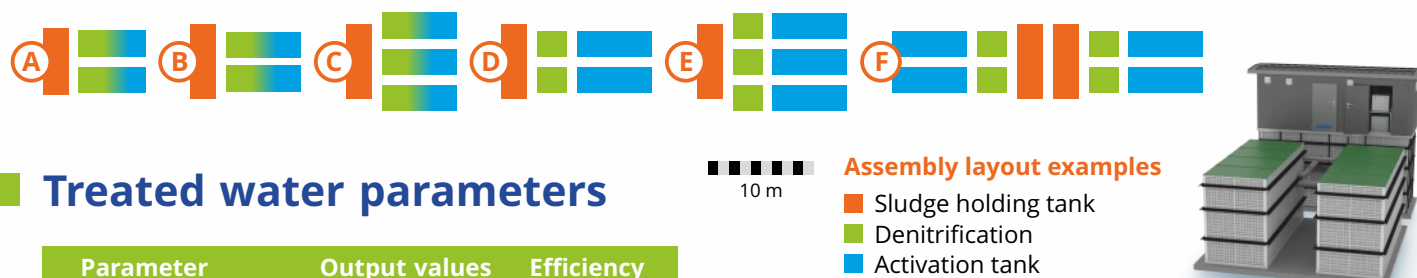 A B C D E F
Treated water parameters
10 m
Assembly layout examples
Sludge holding tank
Denitrification
Activation tank
Parameter Output values Efficiency